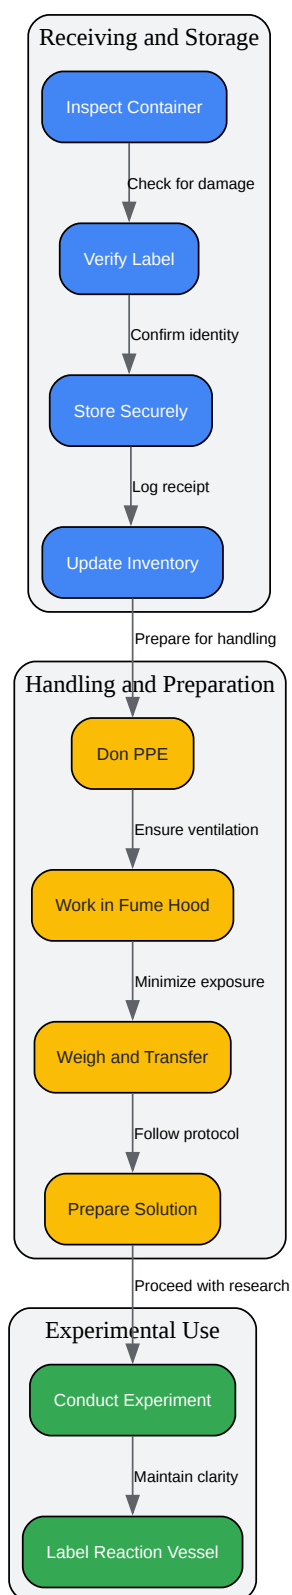 Receiving and Storage
Inspect Container
Check for damage
Verify Label
Confirm identity
Store Securely
Log receipt
Update Inventory
Prepare for handling
Handling and Preparation
Don PPE
Ensure ventilation
Work in Fume Hood
Minimize exposure
Weigh and Transfer
Follow protocol
Prepare Solution
Proceed with research
Experimental Use
Conduct Experiment
Maintain clarity
Label Reaction Vessel